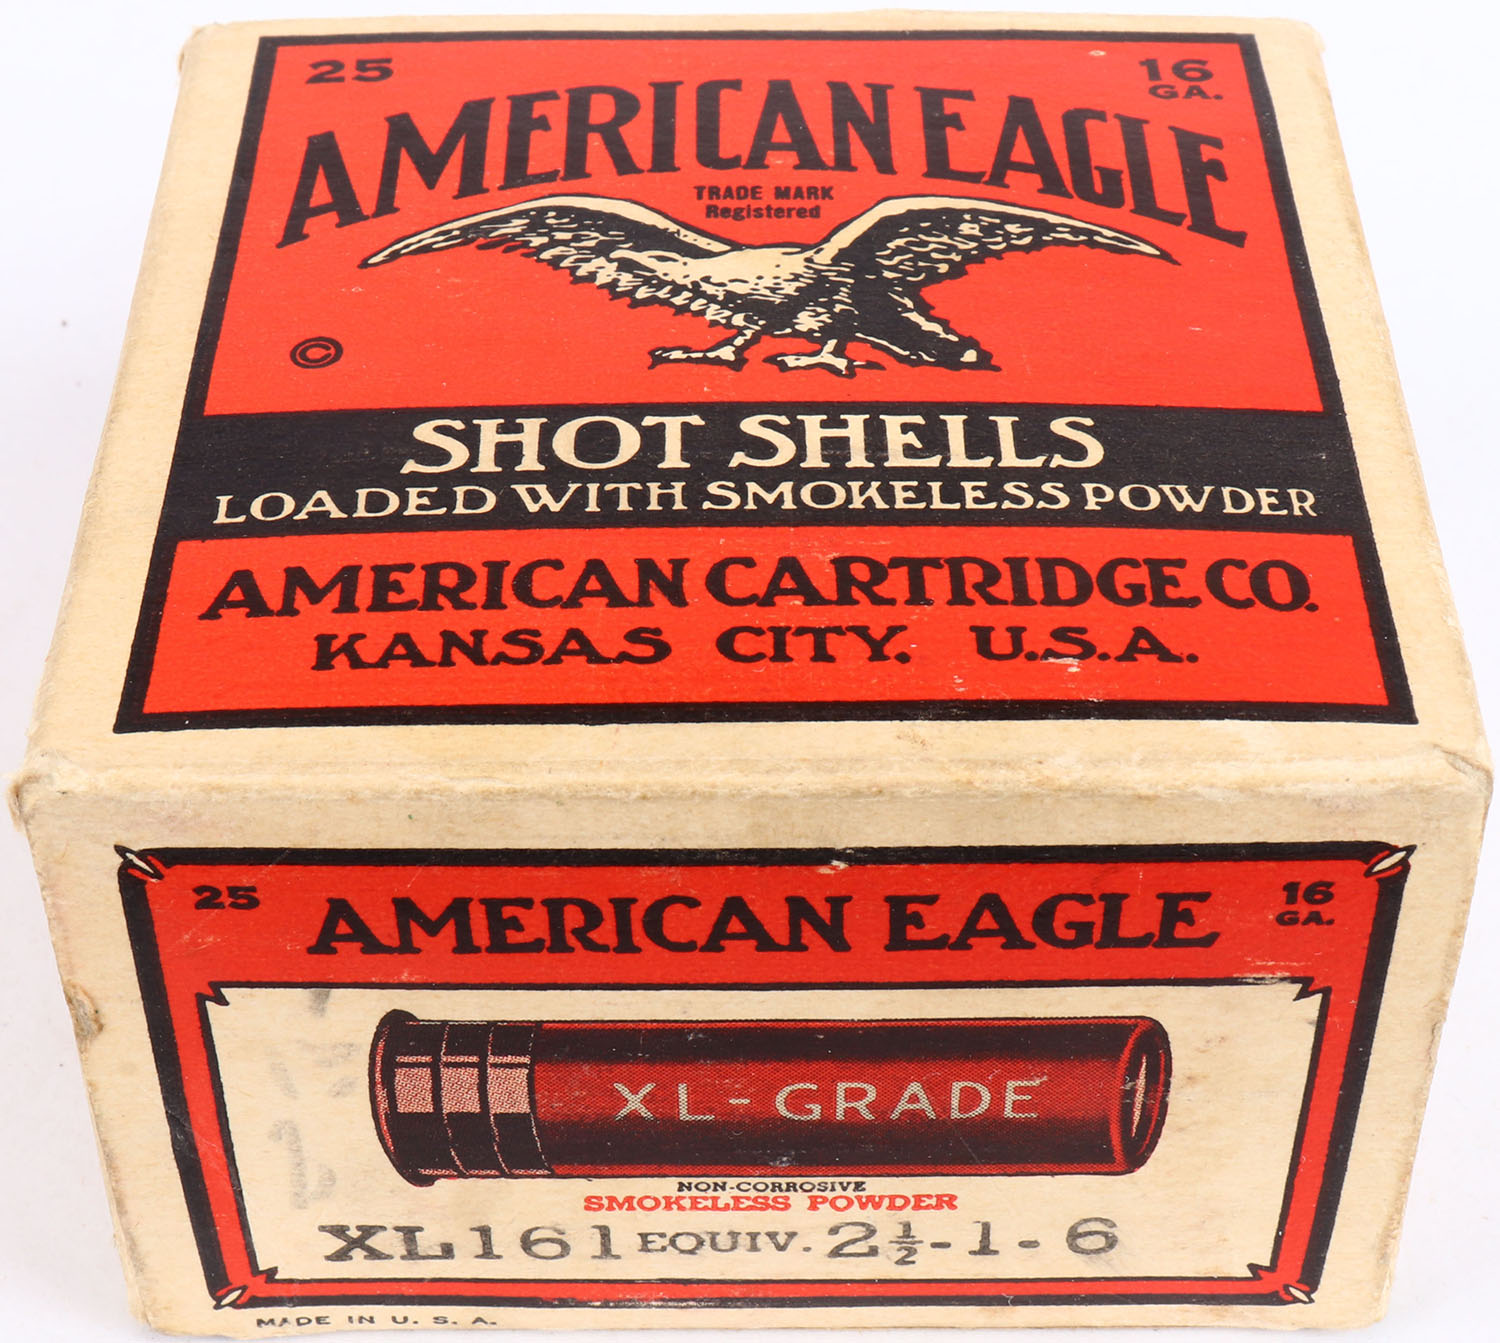 25
16
GA.
AMERICAN EAGLE
TRADE MARK
Registered
©
SHOT SHELLS
LOADED WITH SMOKELESS POWDER
AMERICAN CARTRIDGE CO.
KANSAS CITY, U.S.A.
25
AMERICAN EAGLE
16
GA.
XL-GRADE
NON-CORROSIVE
SMOKELESS POWDER
XL161 EQUIV. 2½-1-6
MADE IN U. S. A.